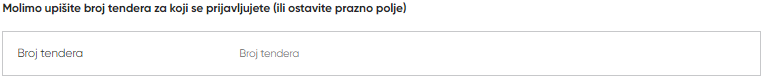 Molimo upišite broj tendera za koji se prijavljujete (ili ostavite prazno polje)
Broj tendera Broj tendera